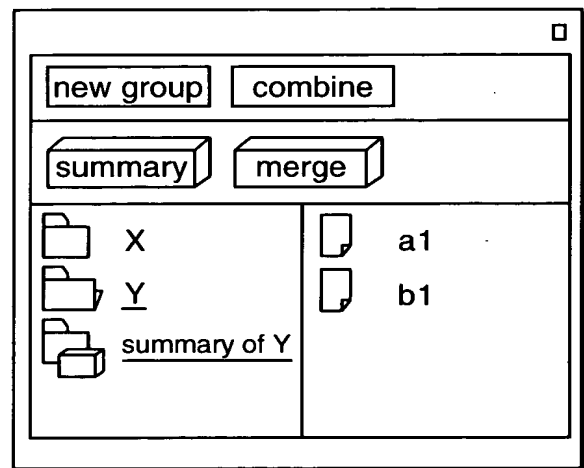 new group combine
summary merge
X a1
Y b1
summary of Y